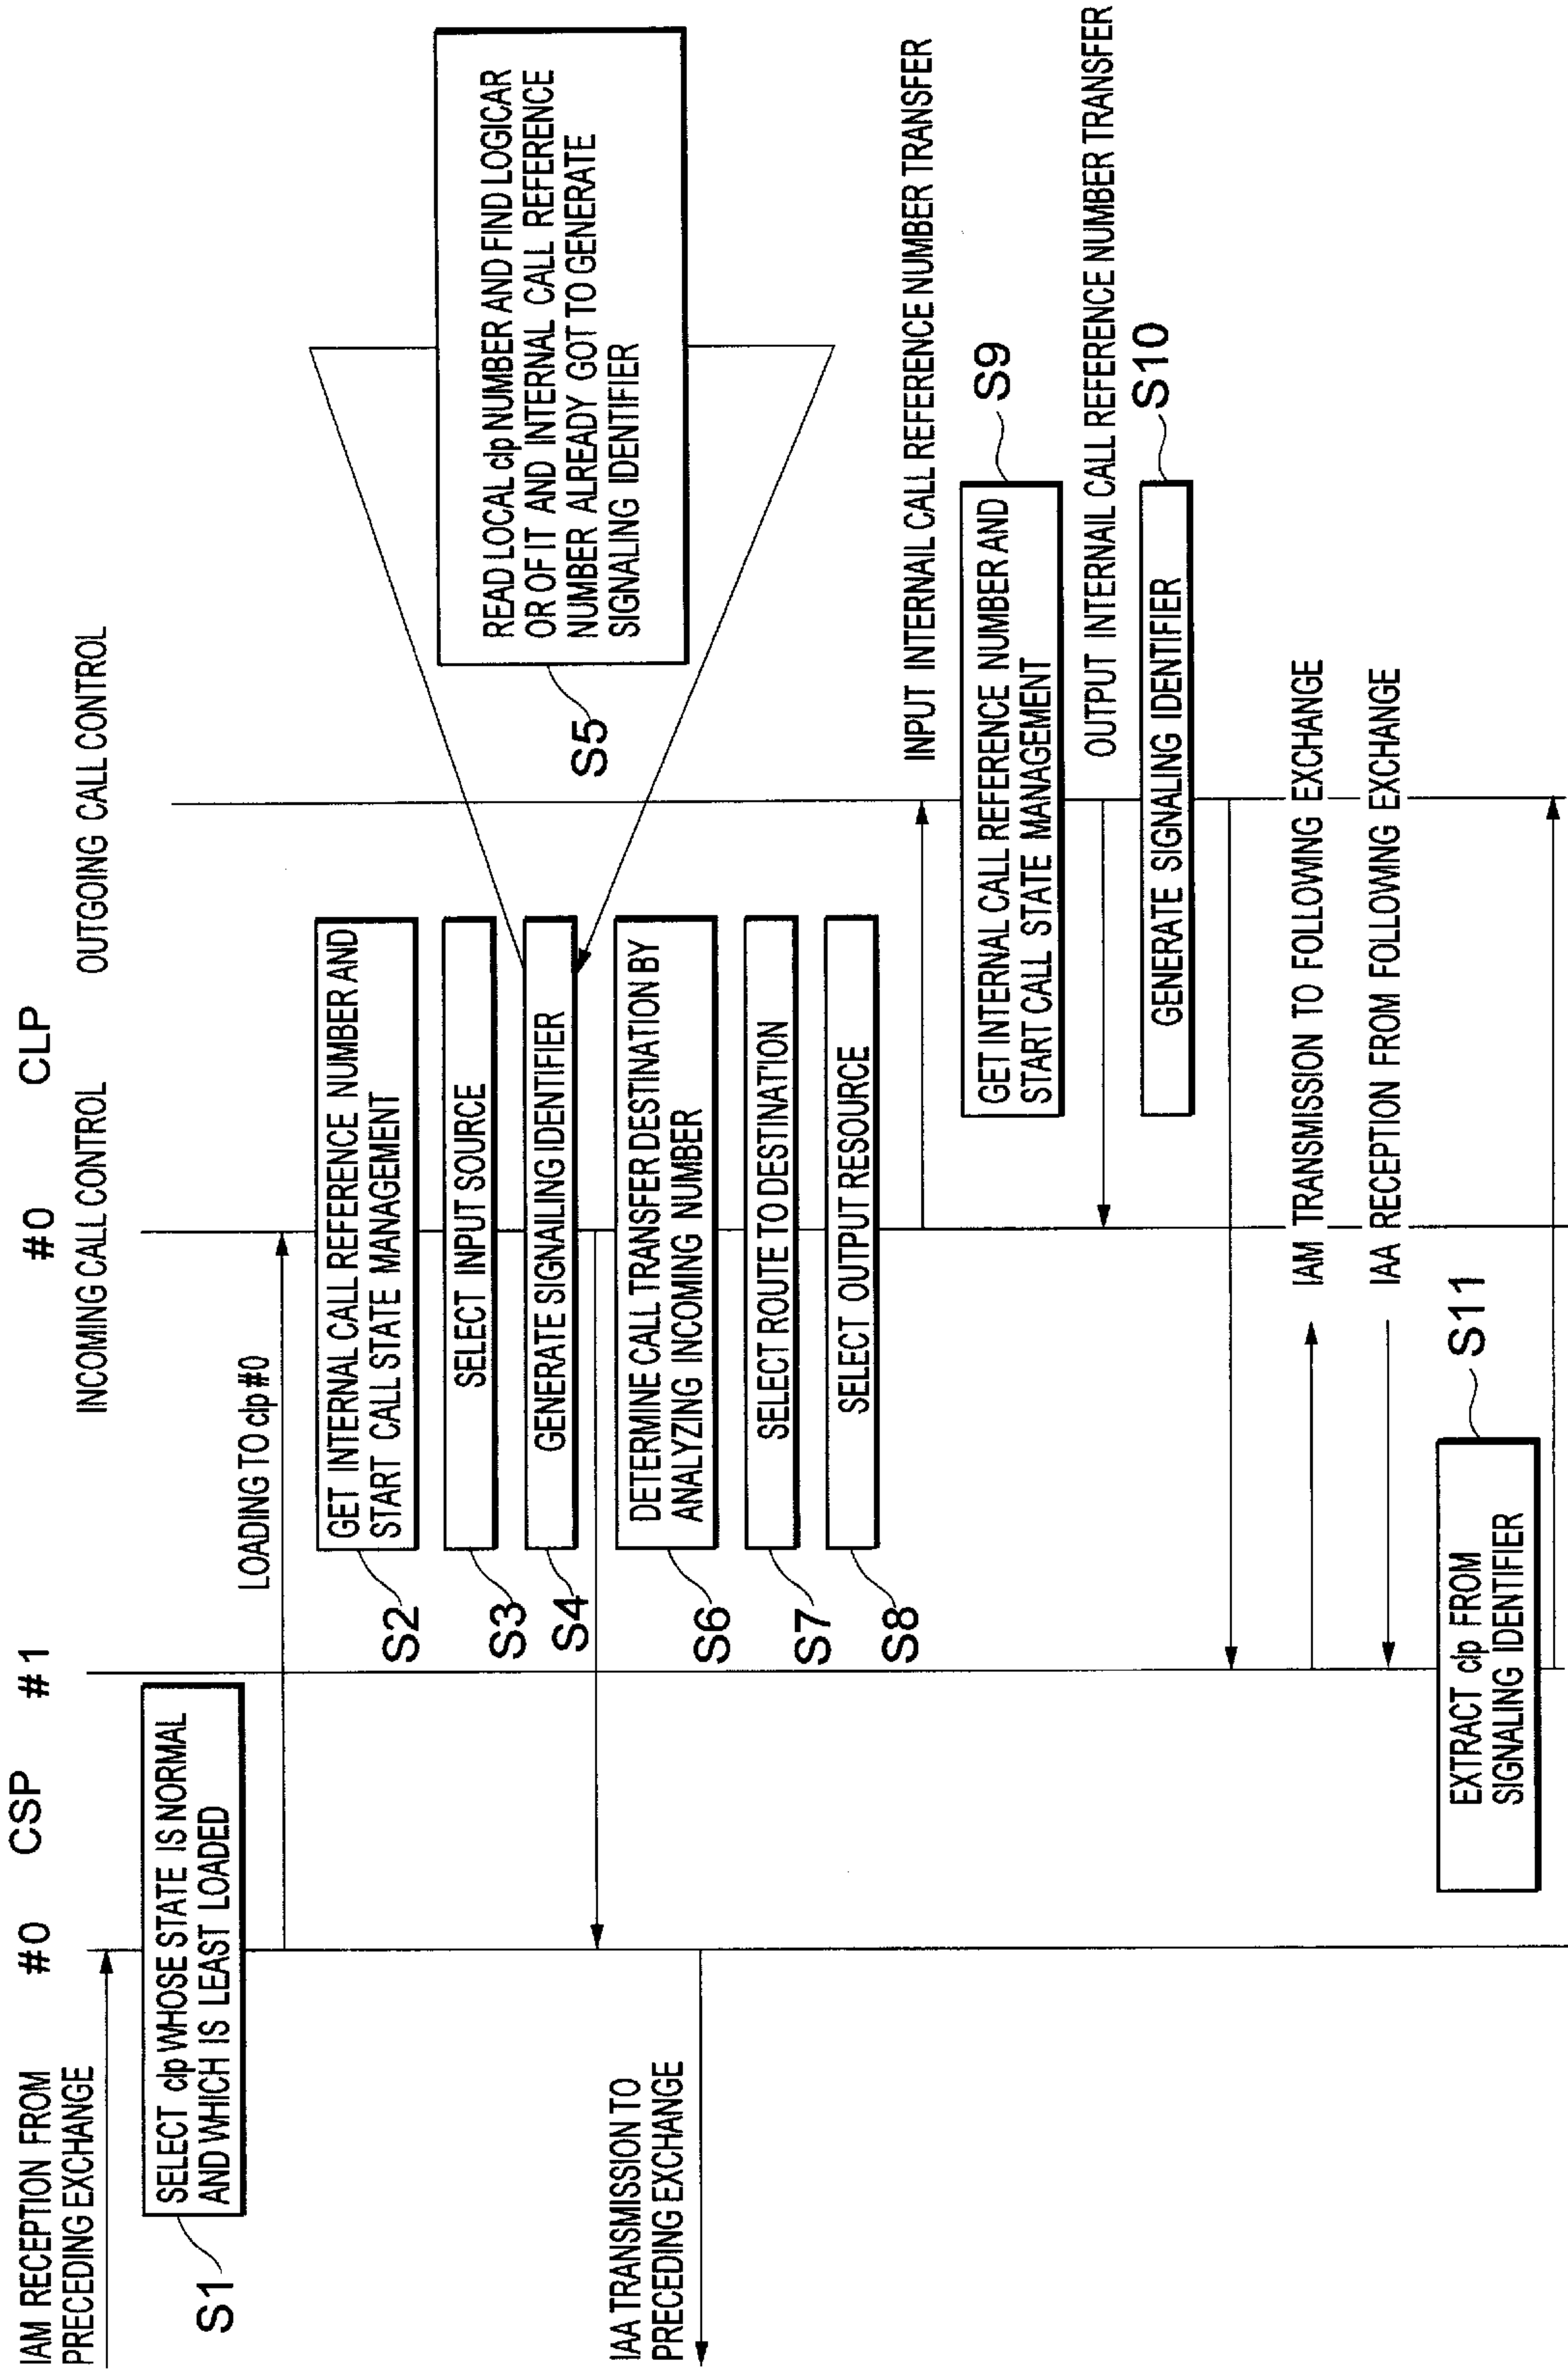 #0 CSP #1
#0 CLP
INCOMING CALL CONTROL
OUTGOING CALL CONTROL
IAM RECEPTION FROM
PRECEDING EXCHANGE
S1
SELECT clp WHOSE STATE IS NORMAL
AND WHICH IS LEAST LOADED
LOADING TO clp #0
S2
GET INTERNAL CALL REFERENCE NUMBER AND
START CALL STATE MANAGEMENT
S3
SELECT INPUT SOURCE
S4
GENERATE SIGNAILING IDENTIFIER
S5
READ LOCAL clp NUMBER AND FIND LOGICAR
OR OF IT AND INTERNAL CALL REFERENCE
NUMBER ALREADY GOT TO GENERATE
SIGNALING IDENTIFIER
IAA TRANSMISSION TO
PRECEDING EXCHANGE
S6
DETERMINE CALL TRANSFER DESTINATION BY
ANALYZING INCOMING NUMBER
S7
SELECT ROUTE TO DESTINATION
S8
SELECT OUTPUT RESOURCE
INPUT INTERNAIL CALL REFERENCE NUMBER TRANSFER
S9
GET INTERNAL CALL REFERENCE NUMBER AND
START CALL STATE MANAGEMENT
OUTPUT INTERNAIL CALL REFERENCE NUMBER TRANSFER
S10
GENERATE SIGNALING IDENTIFIER
IAM TRANSMISSION TO FOLLOWING EXCHANGE
IAA RECEPTION FROM FOLLOWING EXCHANGE
S11
EXTRACT clp FROM
SIGNALING IDENTIFIER